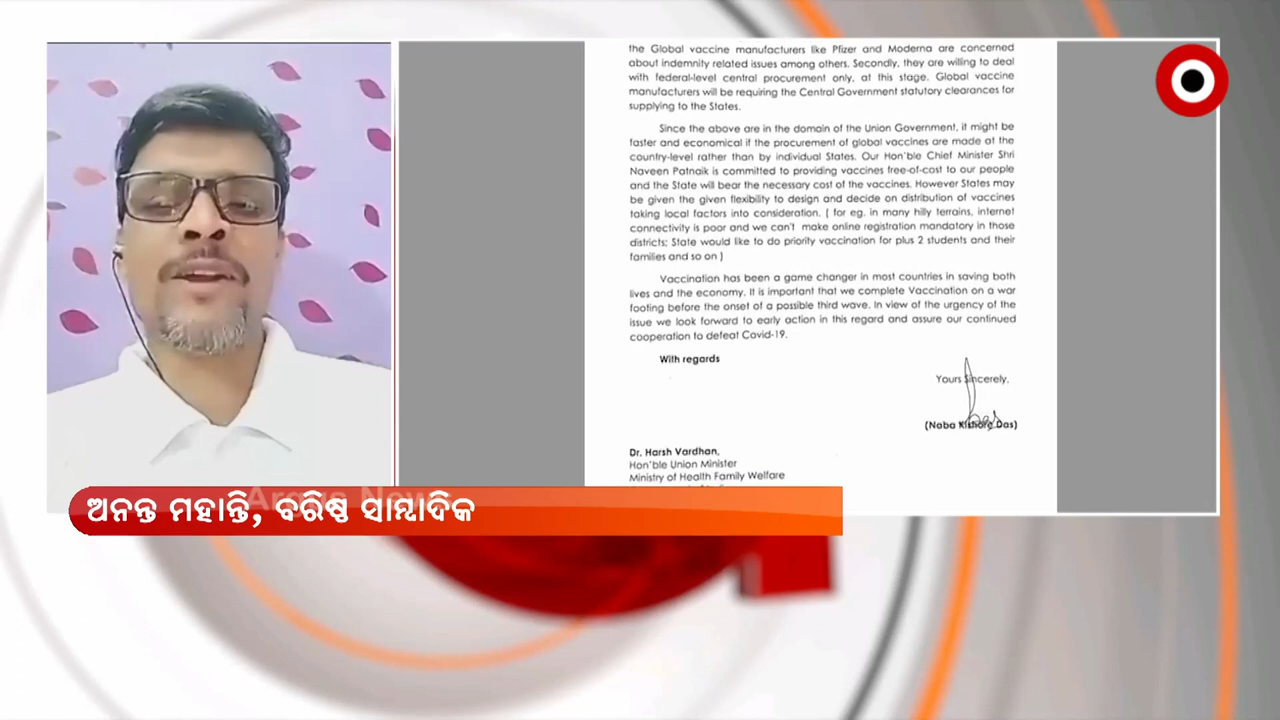 the Global vaccine manufacturers like Pfizer and Moderna are concerned
about indemnity related issues among others. Secondly, they are willing to deal
with federal-level central procurement only, at this stage. Global vaccine
manufacturers will be requiring the Central Government statutory clearances for
supplying to the States.
Since the above are in the domain of the Union Government, it might be
faster and economical if the procurement of global vaccines are made at the
country-level rather than by individual States. Our Hon'ble Chief Minister Shri
Naveen Patnaik is committed to providing vaccines free-of-cost to our people
and the State will bear the necessary cost of the vaccines. However States may
be given the given flexibility to design and decide on distribution of vaccines
taking local factors into consideration. ( for eg. in many hilly terrains, internet
connectivity is poor and we can't make online registration mandatory in those
districts; State would like to do priority vaccination for plus 2 students and their
families and so on )
Vaccination has been a game changer in most countries in saving both
lives and the economy. It is important that we complete Vaccination on a war
footing before the onset of a possible third wave. In view of the urgency of the
issue we look forward to early action in this regard and assure our continued
cooperation to defeat Covid-19.
With regards
Yours Sincerely,
(Naba Kishore Das)
Dr. Harsh Vardhan,
Hon'ble Union Minister
Ministry of Health Family Welfare
Argus News
ଅନନ୍ତ ମହାନ୍ତି, ବରିଷ୍ଠ ସାମ୍ବାଦିକ